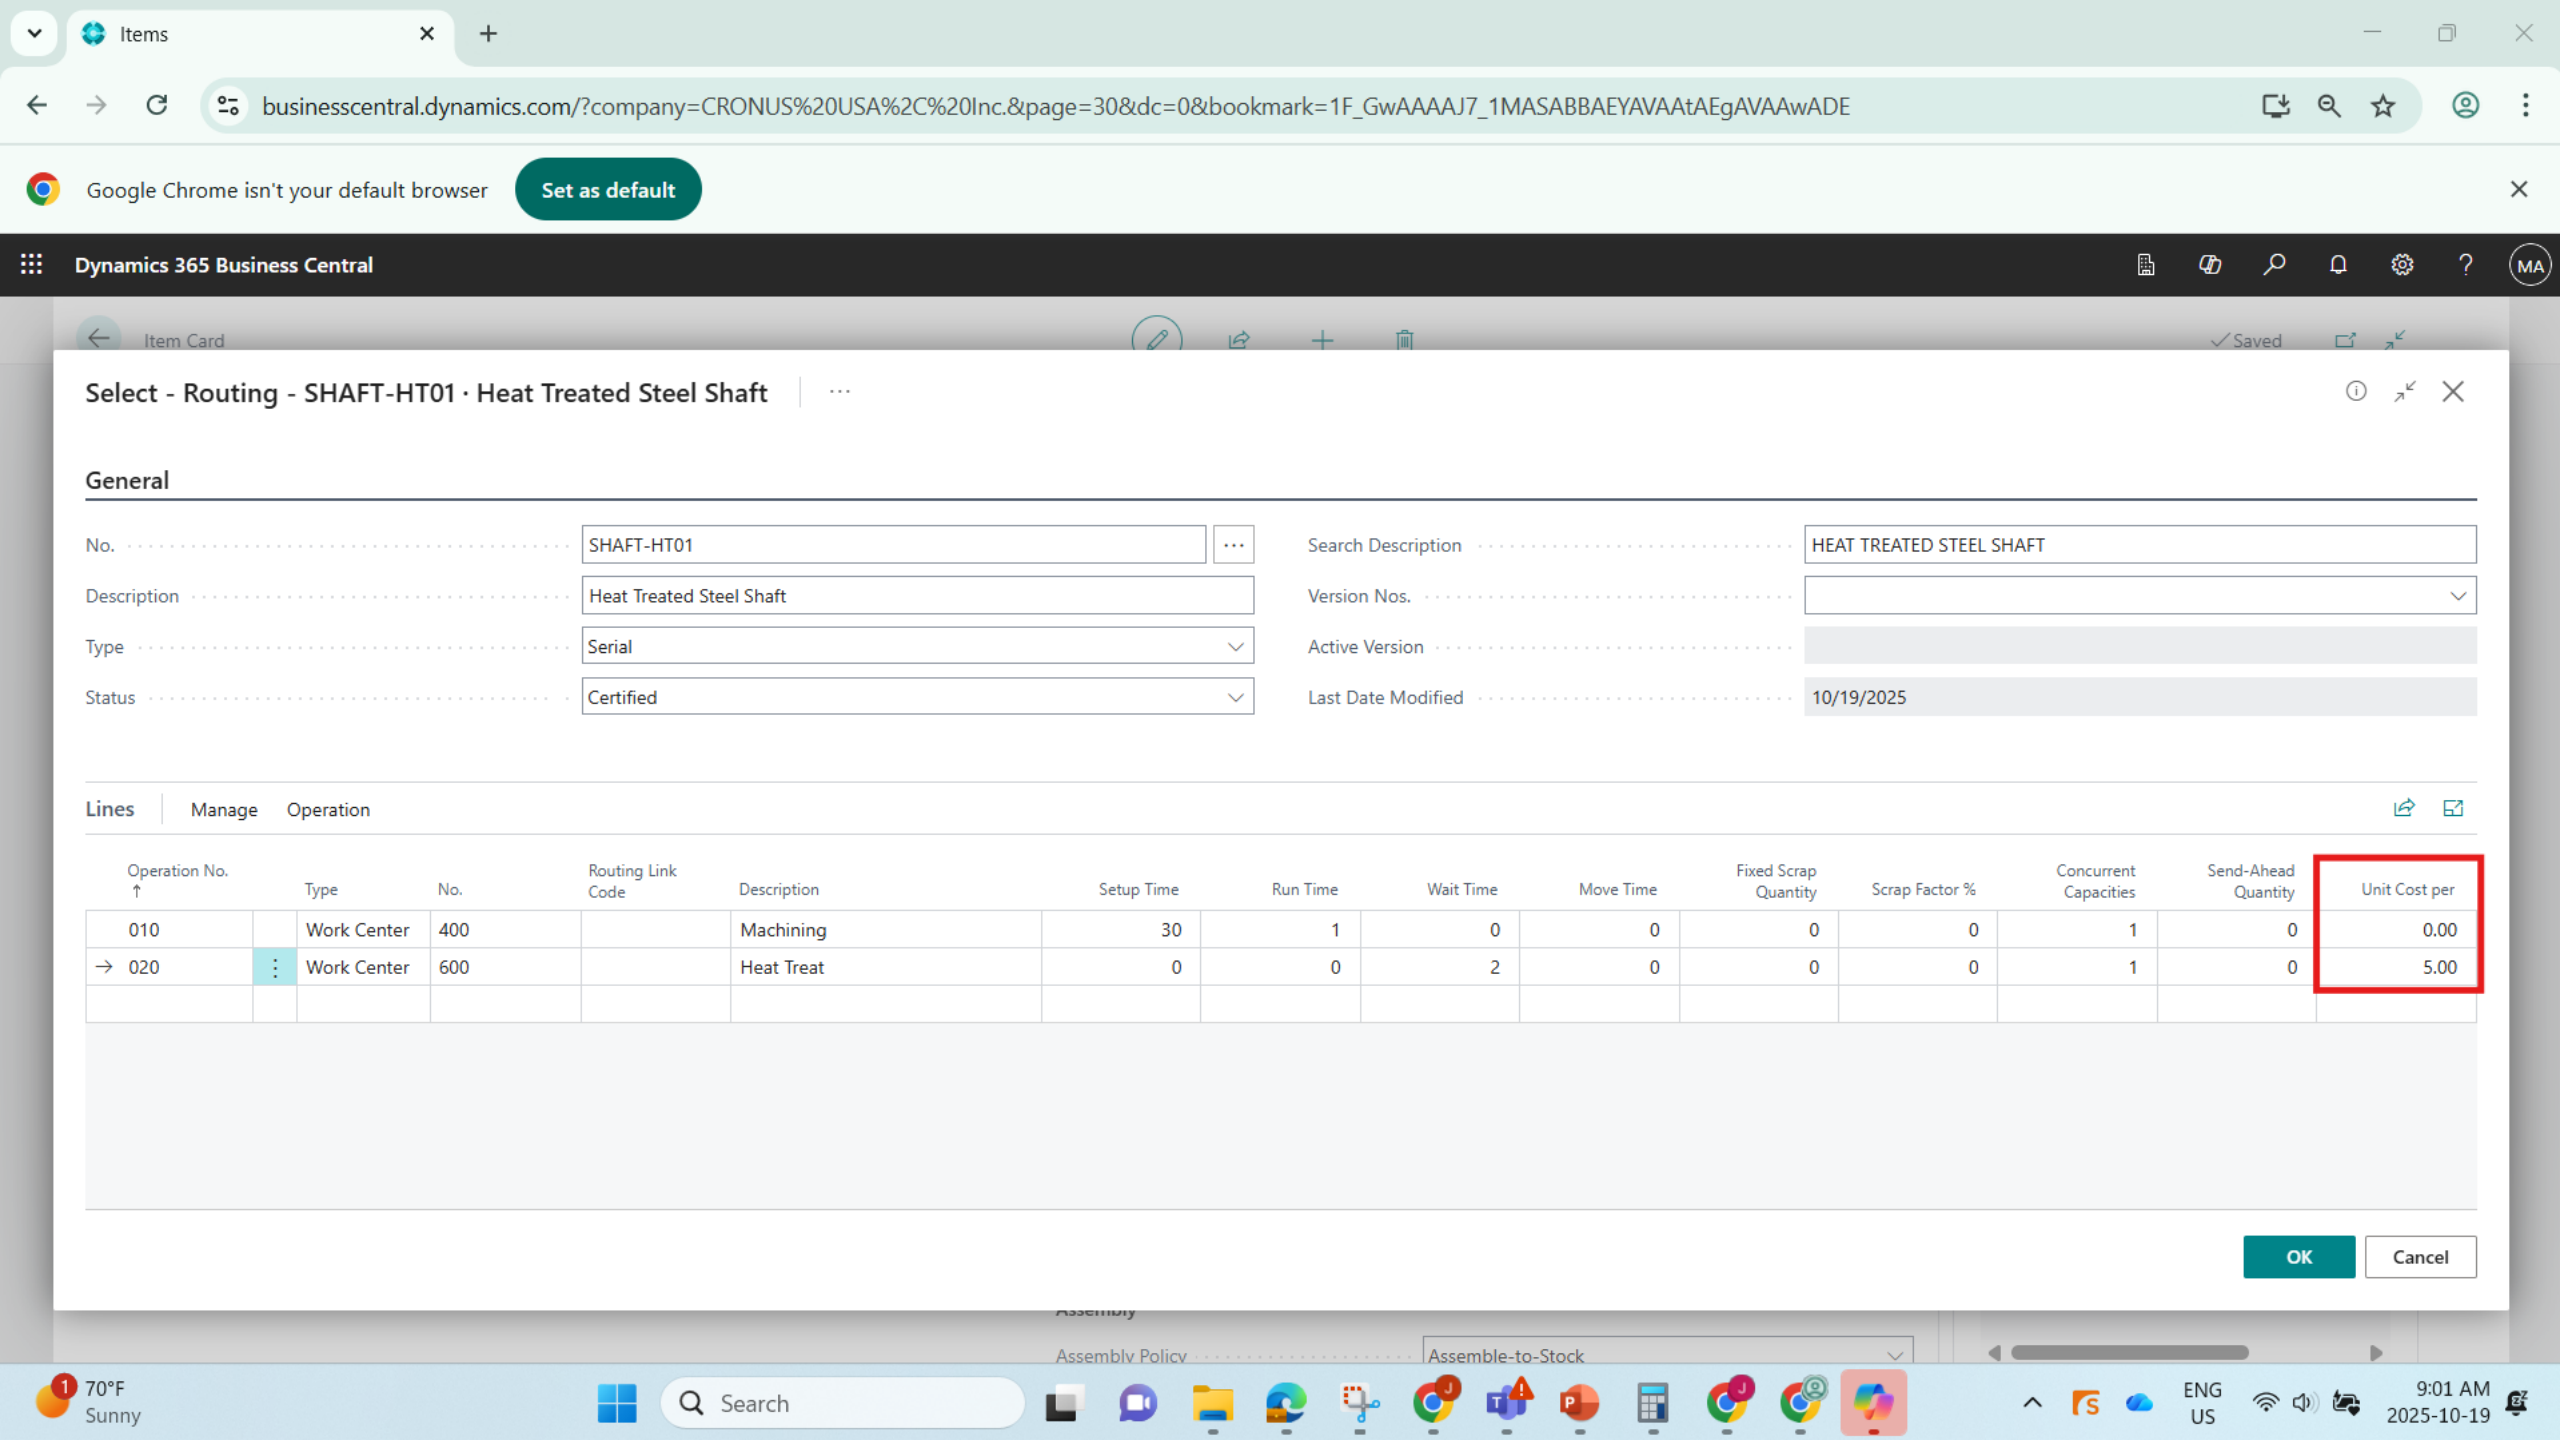 Items
businesscentral.dynamics.com/?company=CRONUS%20USA%2C%20Inc.&page=30&dc=0&bookmark=1F_GwAAAAJ7_1MASABBAEYAVAAtAEgAVAAwADE
Google Chrome isn't your default browser
Set as default
Dynamics 365 Business Central
MA
Item Card
Saved
Select - Routing - SHAFT-HT01 · Heat Treated Steel Shaft
General
No. SHAFT-HT01 Search Description HEAT TREATED STEEL SHAFT
Description Heat Treated Steel Shaft Version Nos.
Type Serial Active Version
Status Certified Last Date Modified 10/19/2025
Lines Manage Operation
Operation No. Type No. Routing Link Code Description Setup Time Run Time Wait Time Move Time Fixed Scrap Quantity Scrap Factor % Concurrent Capacities Send-Ahead Quantity Unit Cost per
010 Work Center 400 Machining 30 1 0 0 0 0 1 0 0.00
020 Work Center 600 Heat Treat 0 0 2 0 0 0 1 0 5.00
OK Cancel
Assembly
Assembly Policy Assemble-to-Stock
1
70°F
Sunny
Search
J
T
P
J
S
ENG
US
9:01 AM
2025-10-19